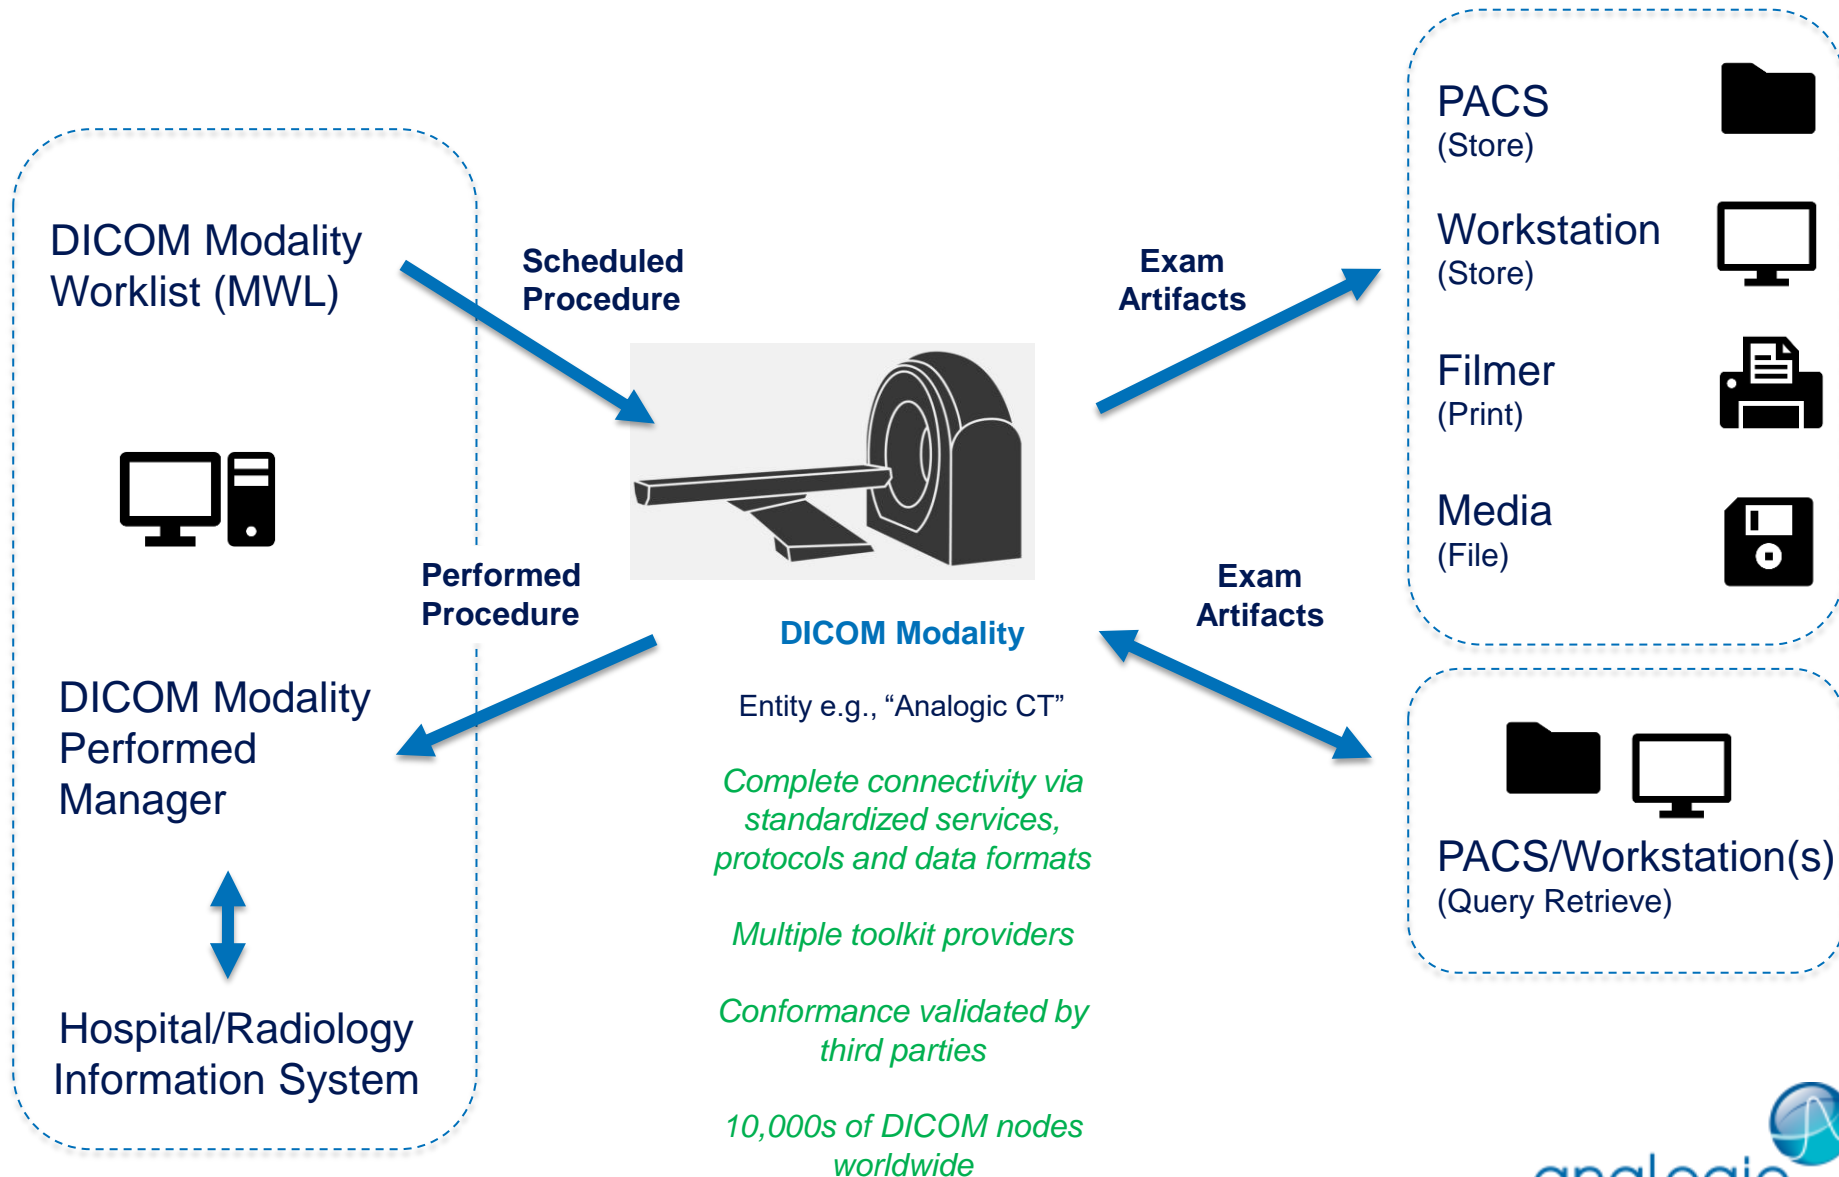 DICOM Modality
Worklist (MWL)
DICOM Modality
Performed
Manager
Hospital/Radiology
Information System
Scheduled
Procedure
Performed
Procedure
DICOM Modality
Entity e.g., “Analogic CT”
Complete connectivity via
standardized services,
protocols and data formats
Multiple toolkit providers
Conformance validated by
third parties
10,000s of DICOM nodes
worldwide
Exam
Artifacts
Exam
Artifacts
PACS
(Store)
Workstation
(Store)
Filmer
(Print)
Media
(File)
PACS/Workstation(s)
(Query Retrieve)
analogic